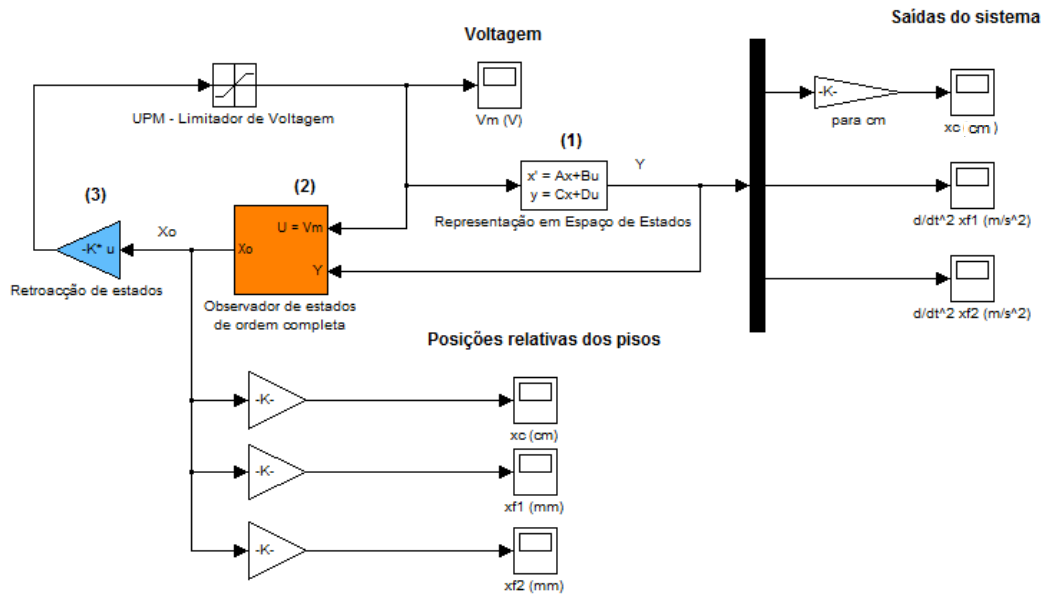 Saídas do sistema
Voltagem
UPM - Limitador de Voltagem
Vm (V)
-K-
para cm
xc( cm )
(1)
x' = Ax+Bu
y = Cx+Du
Y
Representação em Espaço de Estados
d/dt^2 xf1 (m/s^2)
(2)
U = Vm
Xo
Y
Observador de estados
de ordem completa
(3)
-K* u
Xo
Retroacção de estados
d/dt^2 xf2 (m/s^2)
Posições relativas dos pisos
-K-
xc (cm)
-K-
xf1 (mm)
-K-
xf2 (mm)